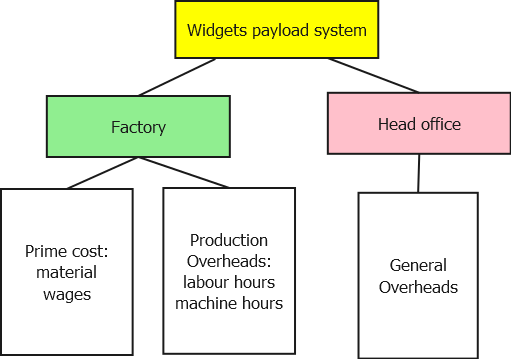 Widgets payload system
Factory
Head office
Prime cost:
material
wages
Production
Overheads:
labour hours
machine hours
General
Overheads